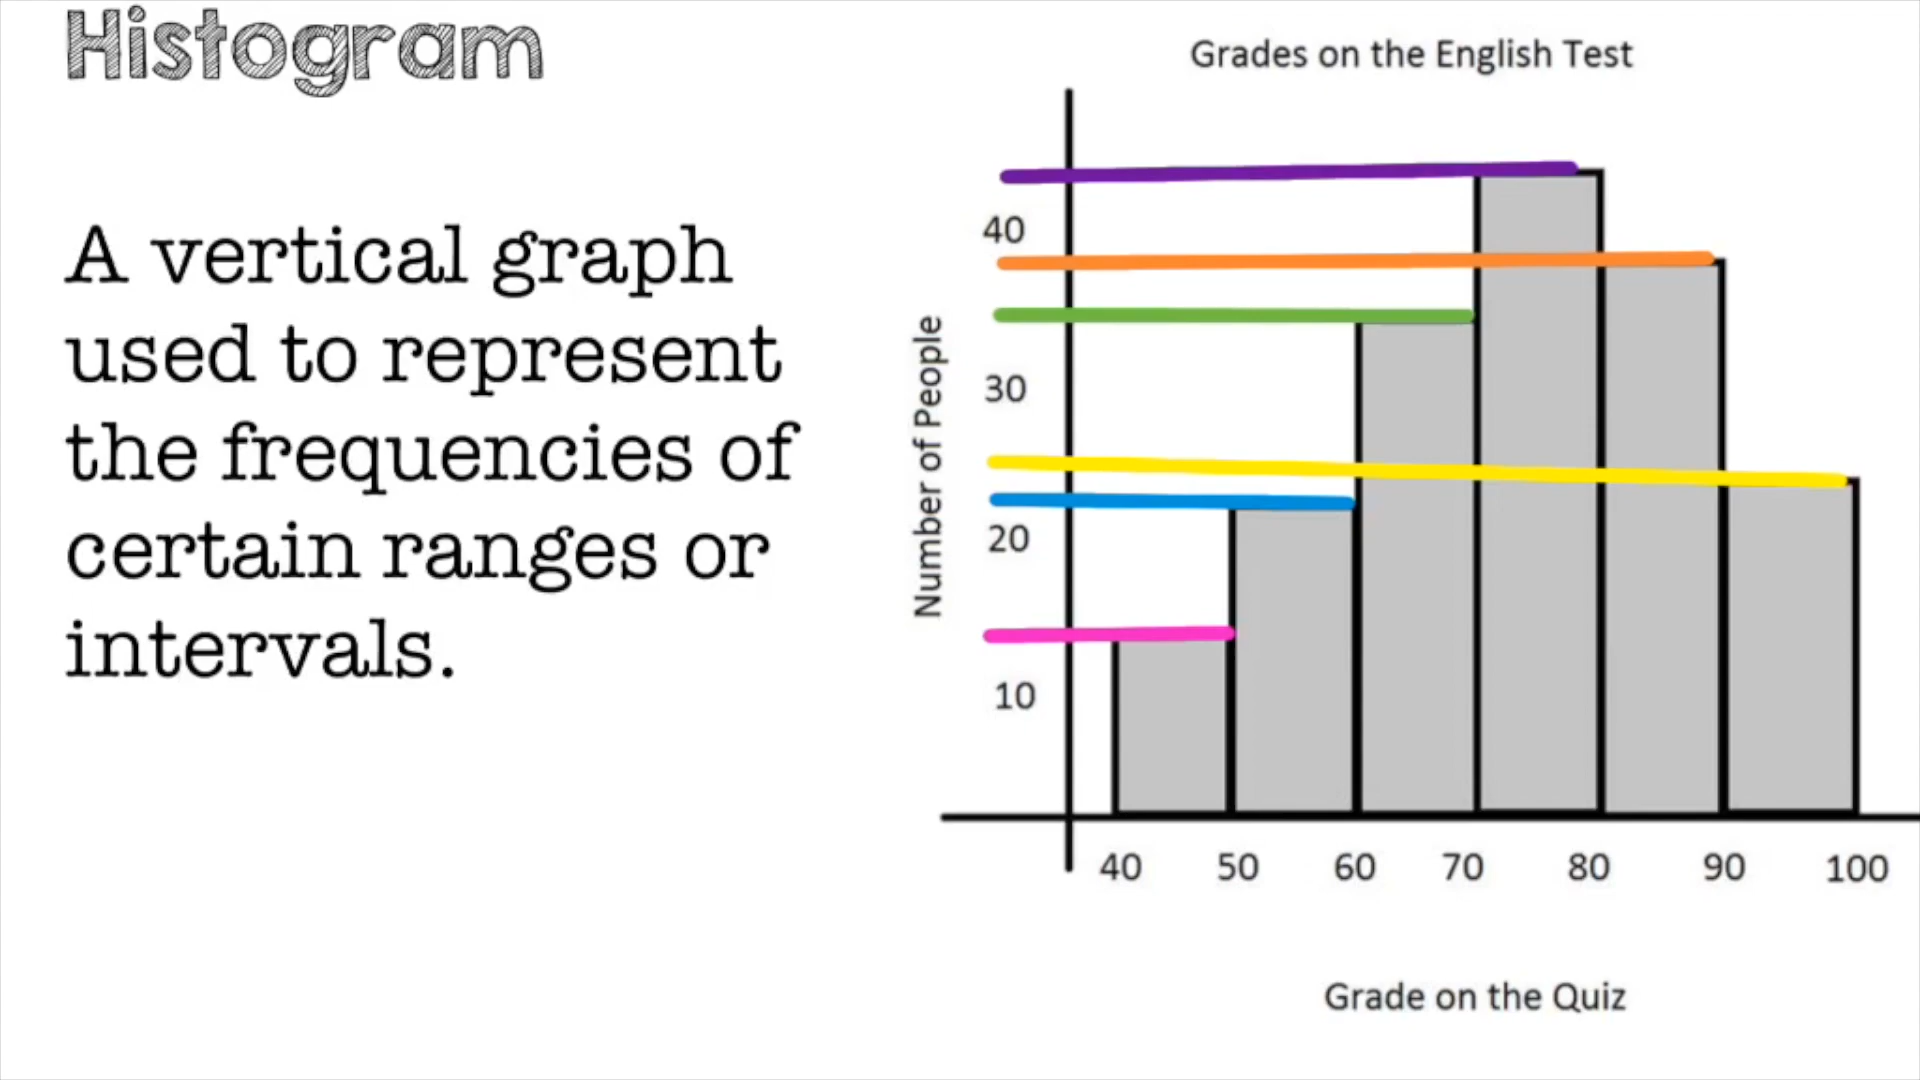 Histogram
A vertical graph
used to represent
the frequencies of
certain ranges or
intervals.
Grades on the English Test
Number of People
40
30
20
10
40 50 60 70 80 90 100
Grade on the Quiz